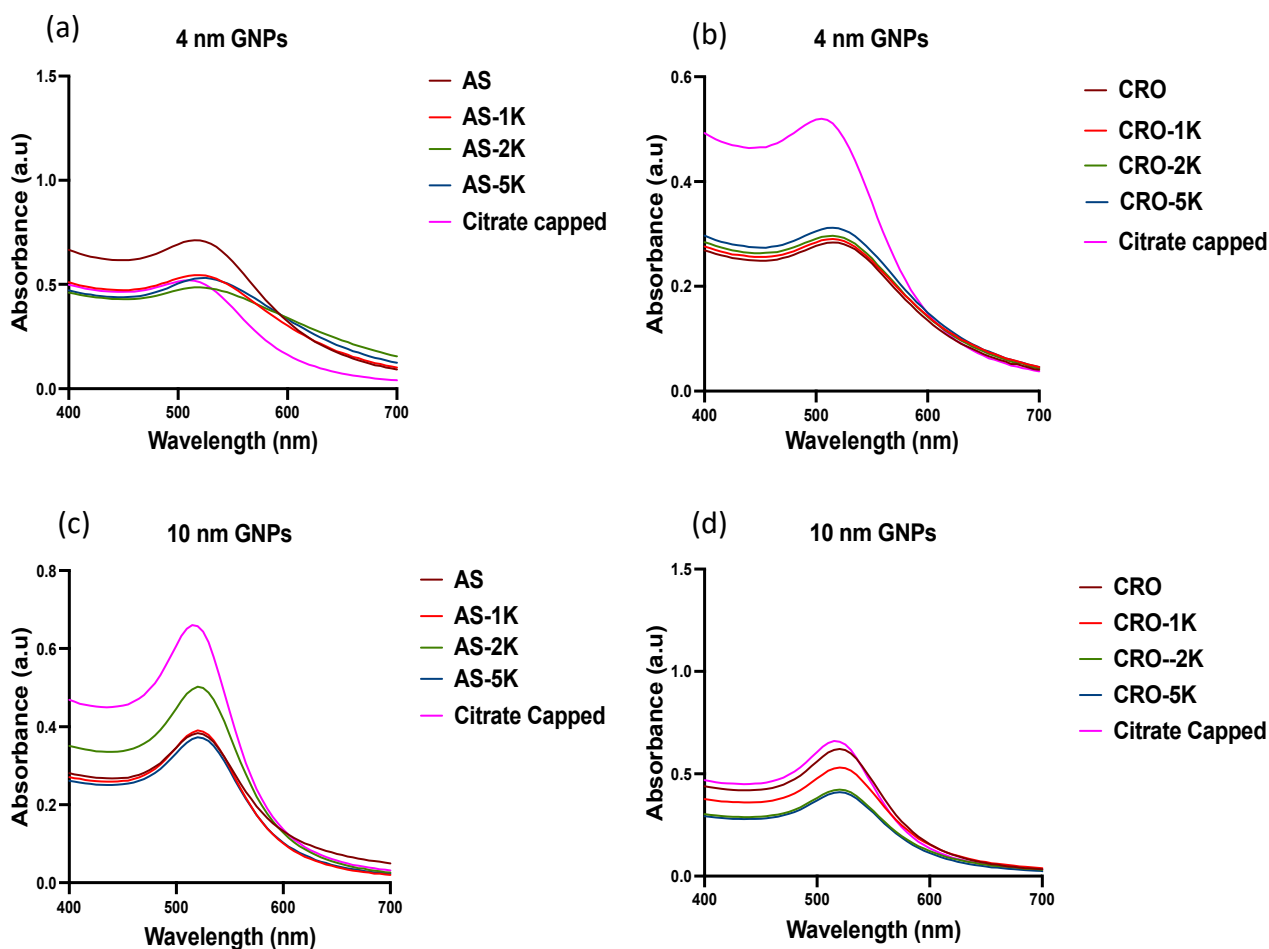 (a)
4 nm GNPs
Absorbance (a.u)
1.5
1.0
0.5
0.0
400
500
600
700
Wavelength (nm)
AS
AS-1K
AS-2K
AS-5K
Citrate capped
(b)
4 nm GNPs
Absorbance (a.u)
0.6
0.4
0.2
0.0
400
500
600
700
Wavelength (nm)
CRO
CRO-1K
CRO-2K
CRO-5K
Citrate capped
(c)
10 nm GNPs
Absorbance (a.u)
0.8
0.6
0.4
0.2
0.0
400
500
600
700
Wavelength (nm)
AS
AS-1K
AS-2K
AS-5K
Citrate Capped
(d)
10 nm GNPs
Absorbance (a.u)
1.5
1.0
0.5
0.0
400
500
600
700
Wavelength (nm)
CRO
CRO-1K
CRO--2K
CRO-5K
Citrate Capped